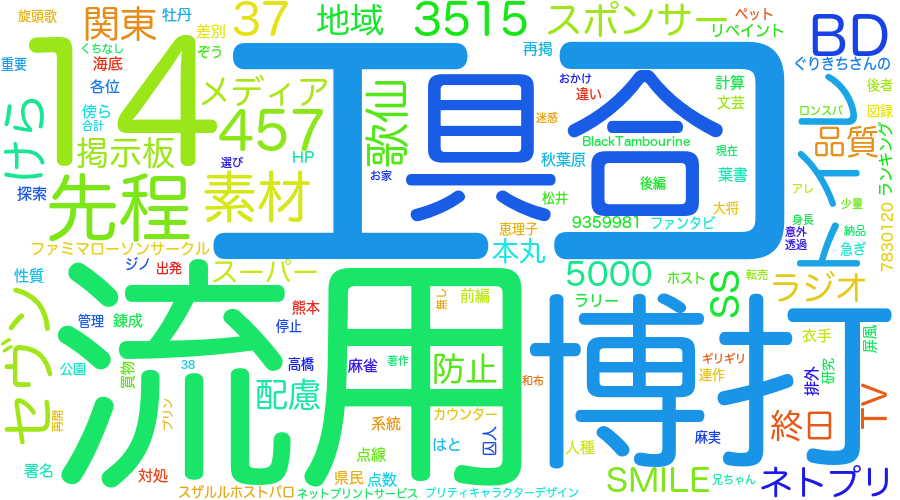 旋頭歌
牡丹
関東
差別
37
地域
3515
スポンサー
ペット
リペイント
BD
重要
くちなし
海底
ぞう
14
工具
合コン
再掲
ぐりきちさんの
各位
メディア
おかけ
違い
計算
文芸
後者
図録
ロンスパ
けら
傍ら
合計
掲示板
457
歌仙
迷惑
BlackTambourine
品質
ランキング
HP
選び
お家
秋葉原
現在
葉書
探索
先程
素材
松井
後編
大将
アレ
少量
トイ
恵理子
9359981
ファンタビ
身長
納品
意外
透過
急ぎ
7830120
ファミマローソンサークル
本丸
ジノ
出発
スーパー
5000
ホスト
転売
ラジオ
性質
流用
前編
無し
SS
ラリー
熊本
セヴン
管理
錬成
停止
博打
衣手
屏風
公園
買物
38
高橋
麻雀
著作
防止
ギリギリ
連作
排外
研究
和布
配慮
TV
再開
プリン
系統
カウンター
終日
囚人
麻実
はと
人種
点線
署名
対処
県民
点数
SMILE
兄ちゃん
ネトプリ
スザルルホストパロ
ネットプリントサービス
プリティキャラクターデザイン